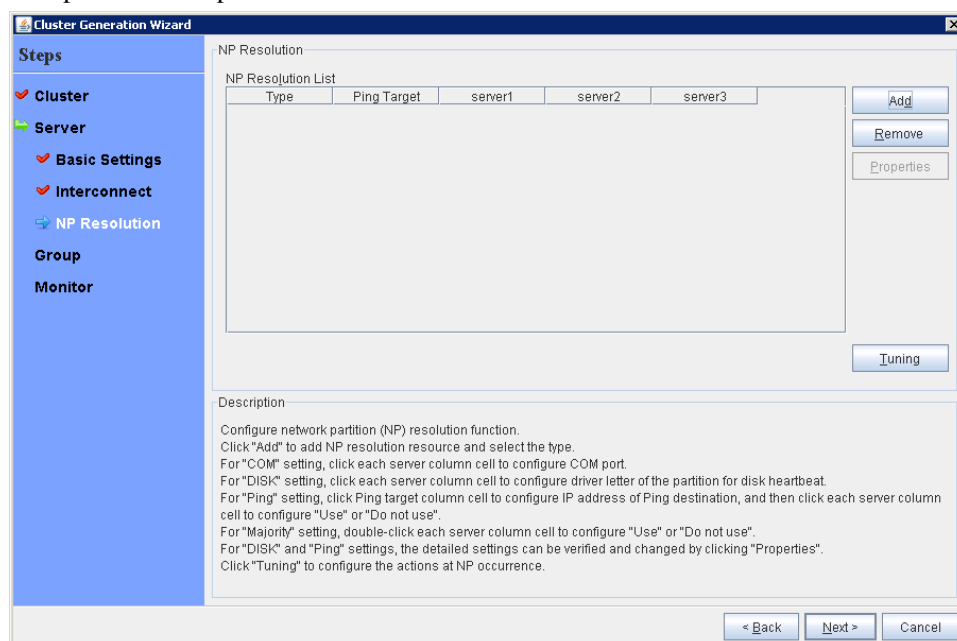 Cluster Generation Wizard
Steps
Cluster
Server
Basic Settings
Interconnect
NP Resolution
Group
Monitor
NP Resolution
NP Resolution List
Type Ping Target server1 server2 server3
Add
Remove
Properties
Tuning
Description
Configure network partition (NP) resolution function.
Click "Add" to add NP resolution resource and select the type.
For "COM" setting, click each server column cell to configure COM port.
For "DISK" setting, click each server column cell to configure driver letter of the partition for disk heartbeat.
For "Ping" setting, click Ping target column cell to configure IP address of Ping destination, and then click each server column
cell to configure "Use" or "Do not use".
For "Majority" setting, double-click each server column cell to configure "Use" or "Do not use".
For "DISK" and "Ping" settings, the detailed settings can be verified and changed by clicking "Properties".
Click "Tuning" to configure the actions at NP occurrence.
< Back Next > Cancel